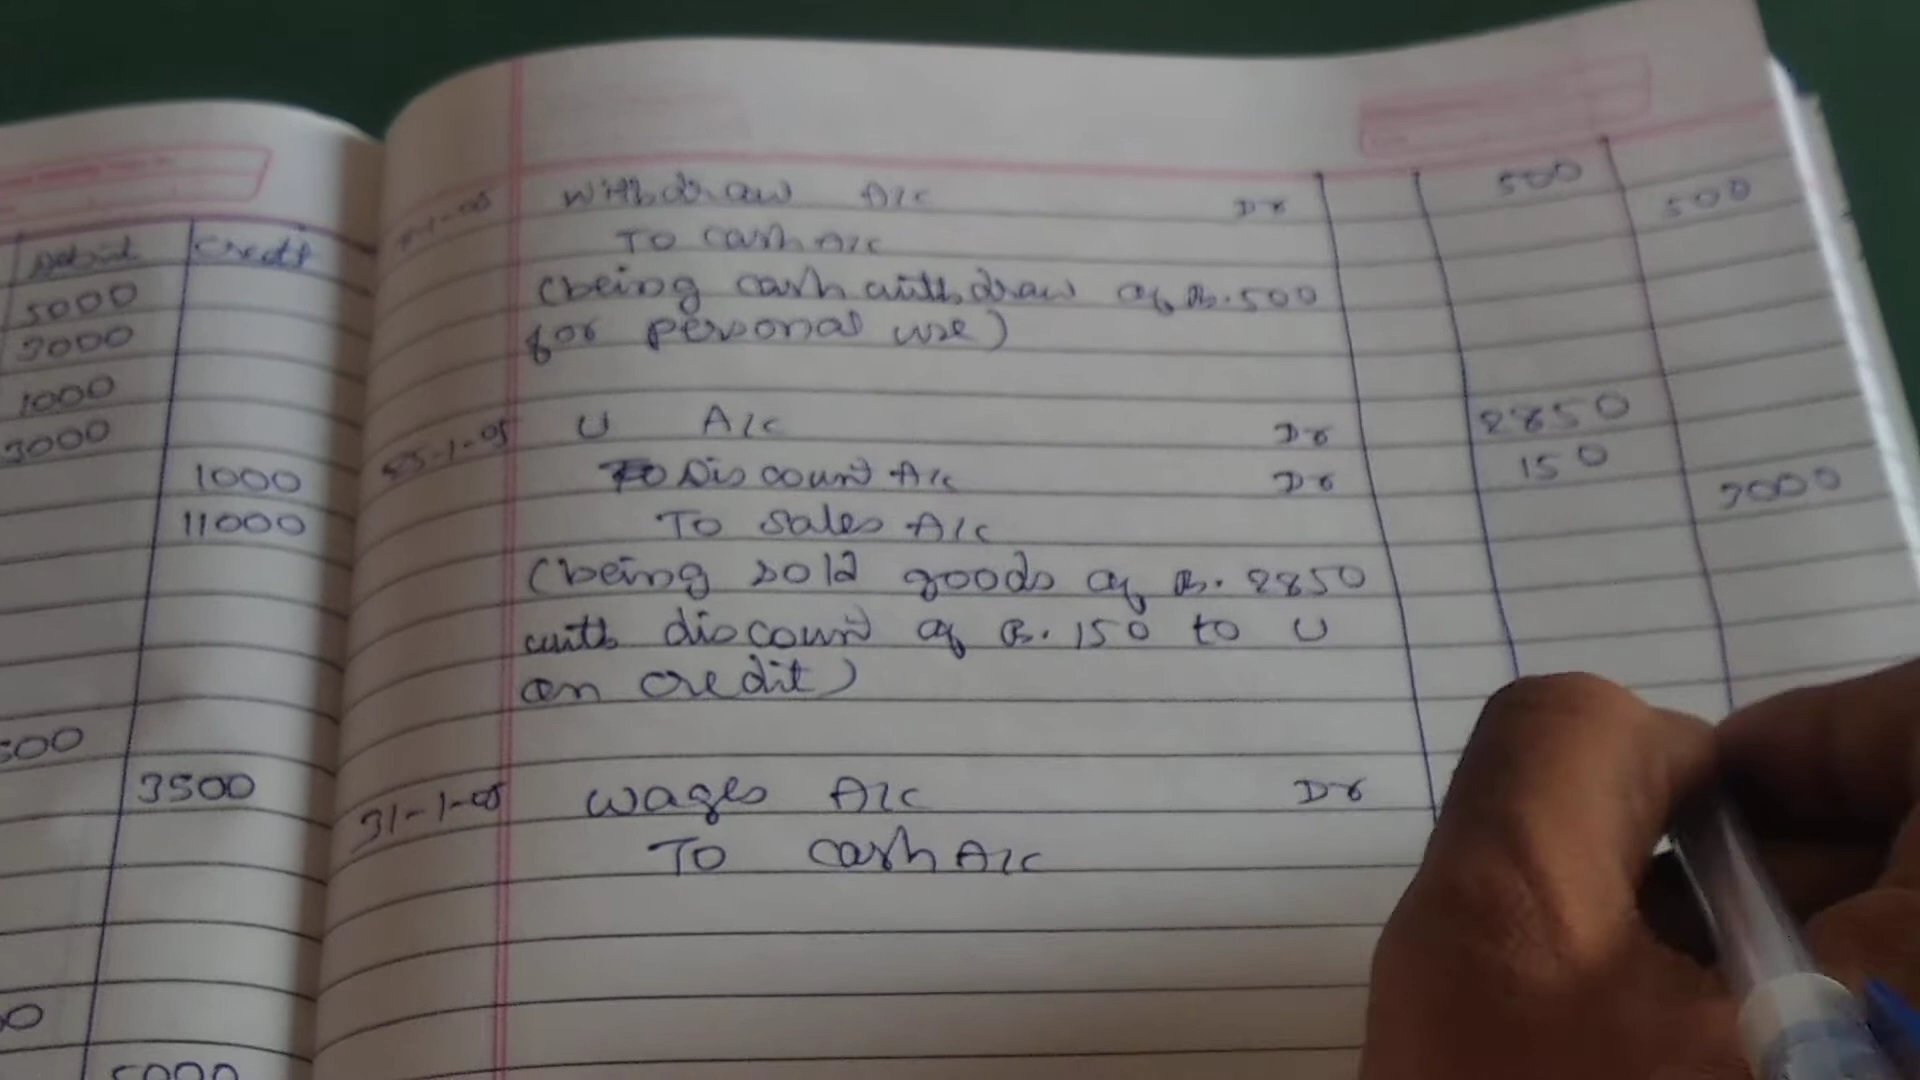 Debit Credit
5000
3000
1000
3000
1000
11000
500
3500
5000
Withdraw A/c Dr 500
To cash A/c 500
(being cash withdraw of Rs. 500
for personal use)
25-1-05 U A/c Dr 2850
Discount A/c Dr 150
To sales A/c 3000
(being sold goods of Rs. 2850
with discount of Rs. 150 to U
on credit)
31-1-05 wages A/c Dr
To cash A/c